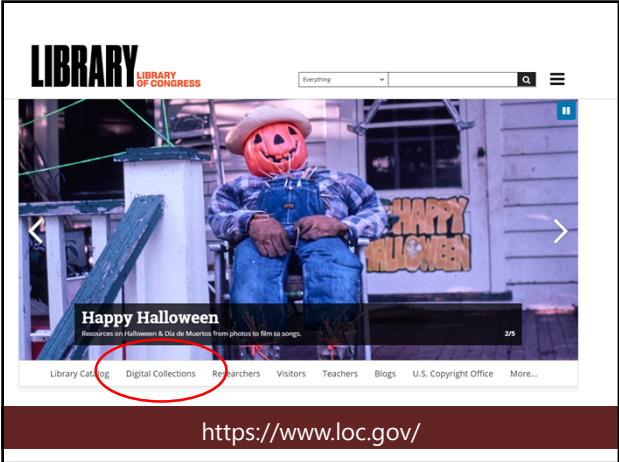 LIBRARY LIBRARY
OF CONGRESS
Everything
HAPPY
HALLOWEEN
Happy Halloween
Resources on Halloween & Día de Muertos from photos to film to songs.
2/5
Library Catalog Digital Collections Researchers Visitors Teachers Blogs U.S. Copyright Office More...
https://www.loc.gov/